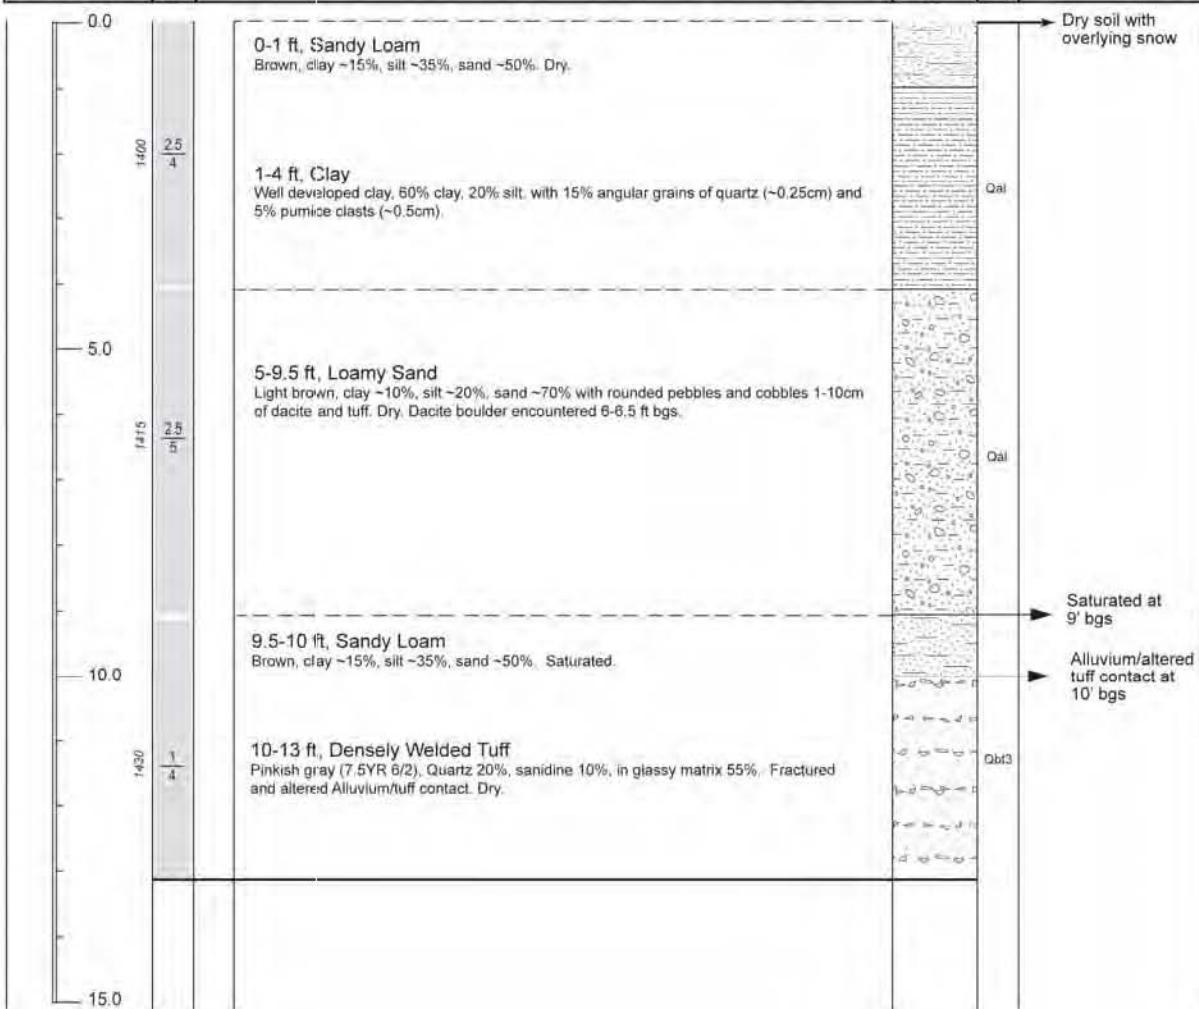 0.0
Dry soil with
overlying snow
0-1 ft, Sandy Loam
Brown, clay ~15%, silt ~35%, sand ~50%. Dry.
1400
2.5
4
1-4 ft, Clay
Well developed clay, 60% clay, 20% silt, with 15% angular grains of quartz (~0.25cm) and
5% pumice clasts (~0.5cm).
Qal
5.0
5-9.5 ft, Loamy Sand
Light brown, clay ~10%, silt ~20%, sand ~70% with rounded pebbles and cobbles 1-10cm
of dacite and tuff. Dry. Dacite boulder encountered 6-6.5 ft bgs.
1415
2.5
5
Qal
Saturated at
9' bgs
9.5-10 ft, Sandy Loam
Brown, clay ~15%, silt ~35%, sand ~50%. Saturated.
10.0
Alluvium/altered
tuff contact at
10' bgs
10-13 ft, Densely Welded Tuff
Pinkish gray (7.5YR 6/2), Quartz 20%, sanidine 10%, in glassy matrix 55%. Fractured
and altered Alluvium/tuff contact. Dry.
1430
1
4
Qbt3
15.0